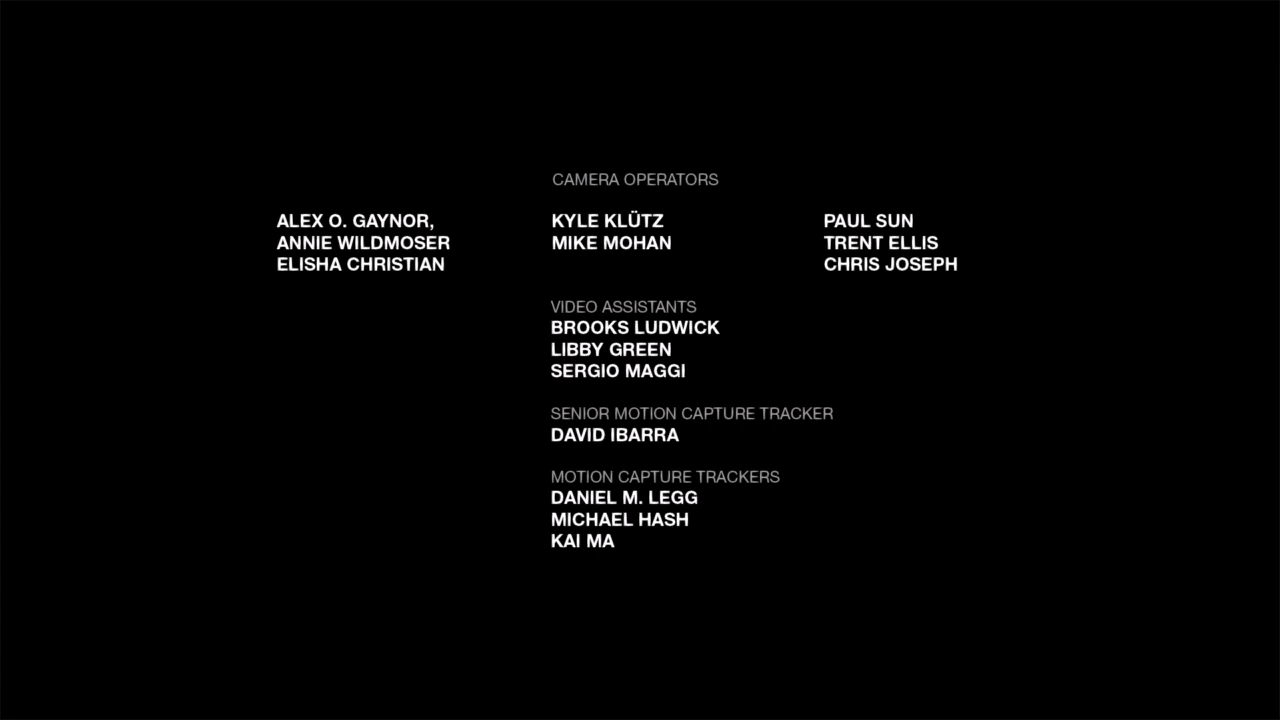 CAMERA OPERATORS
ALEX O. GAYNOR,
ANNIE WILDMOSER
ELISHA CHRISTIAN
KYLE KLÜTZ
MIKE MOHAN
PAUL SUN
TRENT ELLIS
CHRIS JOSEPH
VIDEO ASSISTANTS
BROOKS LUDWICK
LIBBY GREEN
SERGIO MAGGI
SENIOR MOTION CAPTURE TRACKER
DAVID IBARRA
MOTION CAPTURE TRACKERS
DANIEL M. LEGG
MICHAEL HASH
KAI MA